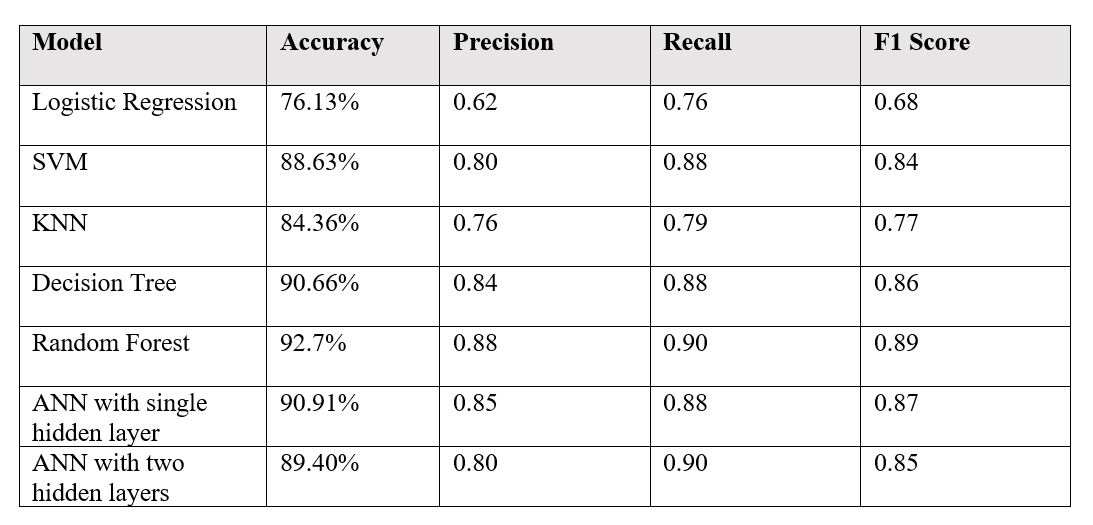 Model Accuracy Precision Recall F1 Score
Logistic Regression 76.13% 0.62 0.76 0.68
SVM 88.63% 0.80 0.88 0.84
KNN 84.36% 0.76 0.79 0.77
Decision Tree 90.66% 0.84 0.88 0.86
Random Forest 92.7% 0.88 0.90 0.89
ANN with single 90.91% 0.85 0.88 0.87
hidden layer
ANN with two 89.40% 0.80 0.90 0.85
hidden layers